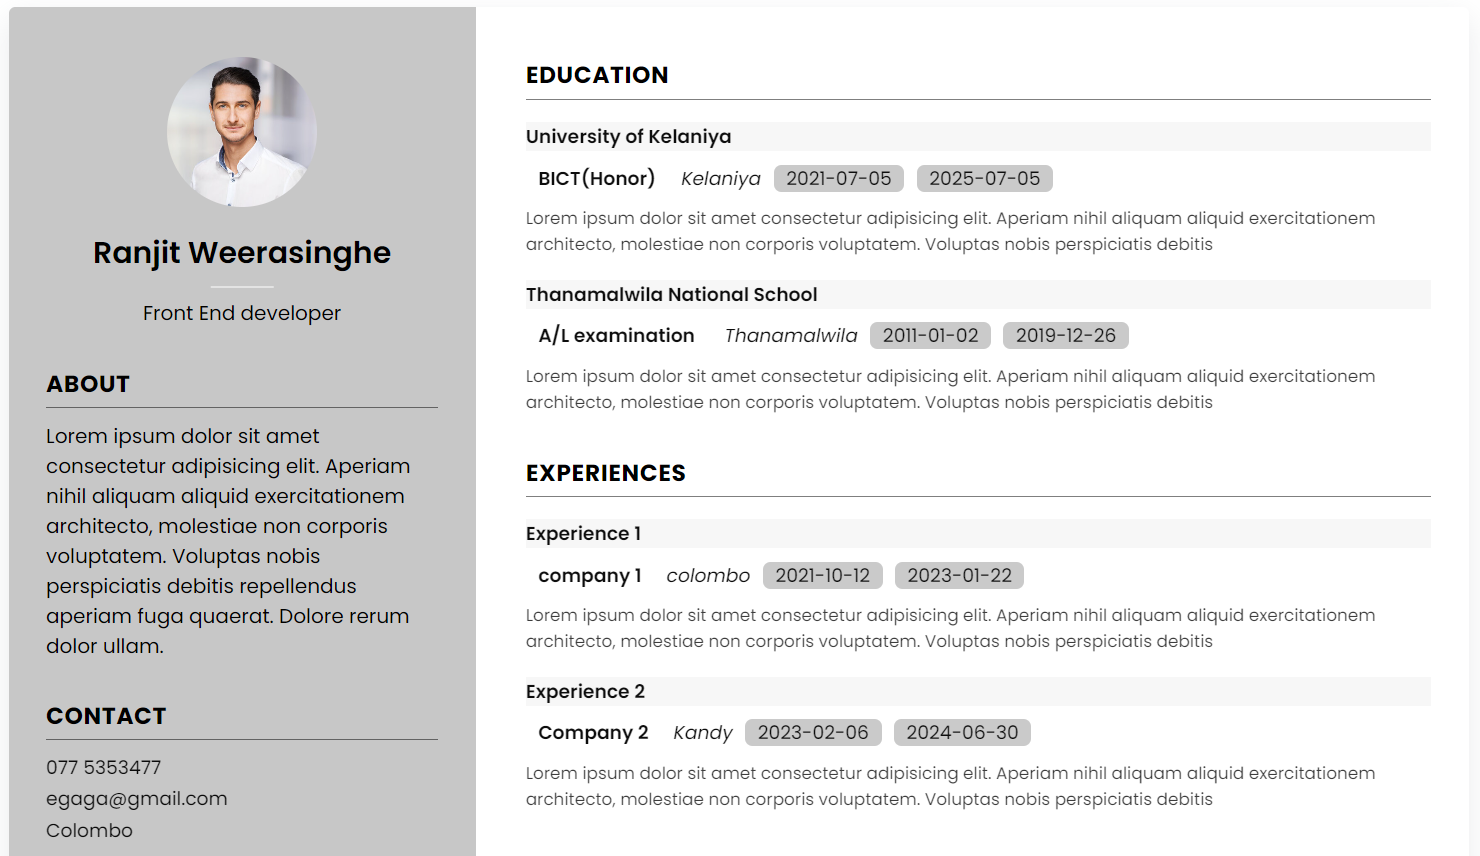 Ranjit Weerasinghe
Front End developer
ABOUT
Lorem ipsum dolor sit amet
consectetur adipisicing elit. Aperiam
nihil aliquam aliquid exercitationem
architecto, molestiae non corporis
voluptatem. Voluptas nobis
perspiciatis debitis repellendus
aperiam fuga quaerat. Dolore rerum
dolor ullam.
CONTACT
077 5353477
egaga@gmail.com
Colombo
EDUCATION
University of Kelaniya
BICT(Honor) Kelaniya 2021-07-05 2025-07-05
Lorem ipsum dolor sit amet consectetur adipisicing elit. Aperiam nihil aliquam aliquid exercitationem
architecto, molestiae non corporis voluptatem. Voluptas nobis perspiciatis debitis
Thanamalwila National School
A/L examination Thanamalwila 2011-01-02 2019-12-26
Lorem ipsum dolor sit amet consectetur adipisicing elit. Aperiam nihil aliquam aliquid exercitationem
architecto, molestiae non corporis voluptatem. Voluptas nobis perspiciatis debitis
EXPERIENCES
Experience 1
company 1 colombo 2021-10-12 2023-01-22
Lorem ipsum dolor sit amet consectetur adipisicing elit. Aperiam nihil aliquam aliquid exercitationem
architecto, molestiae non corporis voluptatem. Voluptas nobis perspiciatis debitis
Experience 2
Company 2 Kandy 2023-02-06 2024-06-30
Lorem ipsum dolor sit amet consectetur adipisicing elit. Aperiam nihil aliquam aliquid exercitationem
architecto, molestiae non corporis voluptatem. Voluptas nobis perspiciatis debitis